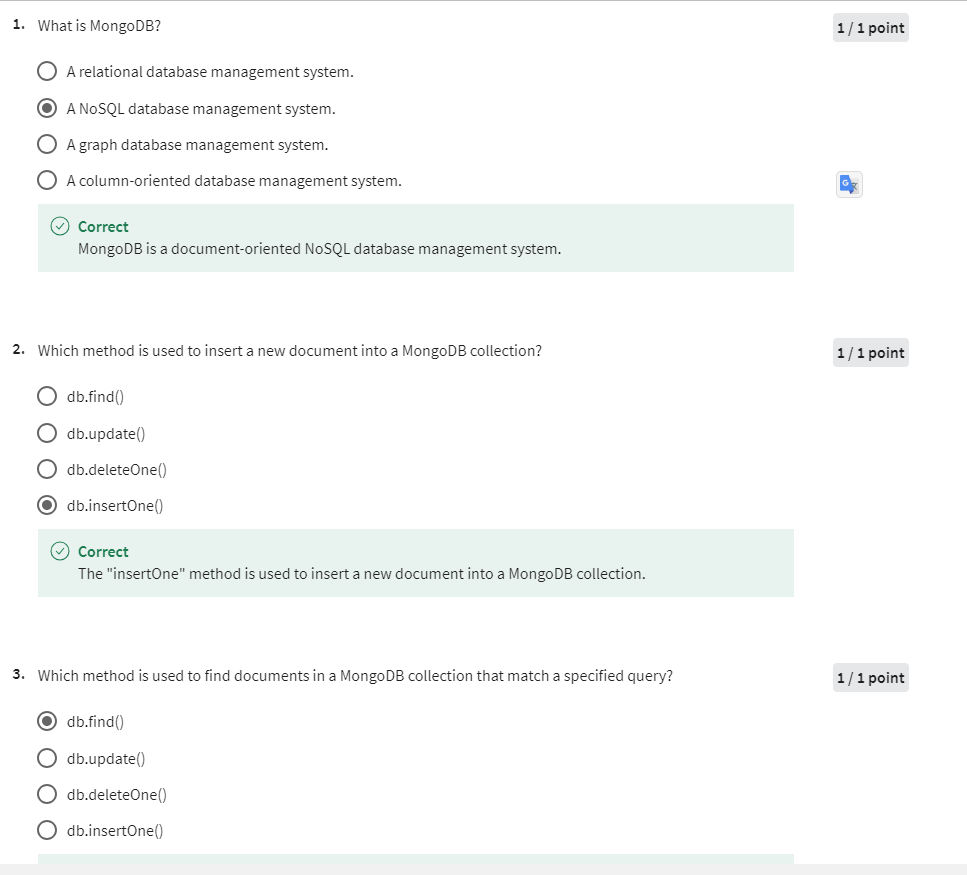 1. What is MongoDB?
1 / 1 point
A relational database management system.
A NoSQL database management system.
A graph database management system.
A column-oriented database management system.
G
Correct
MongoDB is a document-oriented NoSQL database management system.
2. Which method is used to insert a new document into a MongoDB collection?
1 / 1 point
db.find()
db.update()
db.deleteOne()
db.insertOne()
Correct
The "insertOne" method is used to insert a new document into a MongoDB collection.
3. Which method is used to find documents in a MongoDB collection that match a specified query?
1 / 1 point
db.find()
db.update()
db.deleteOne()
db.insertOne()